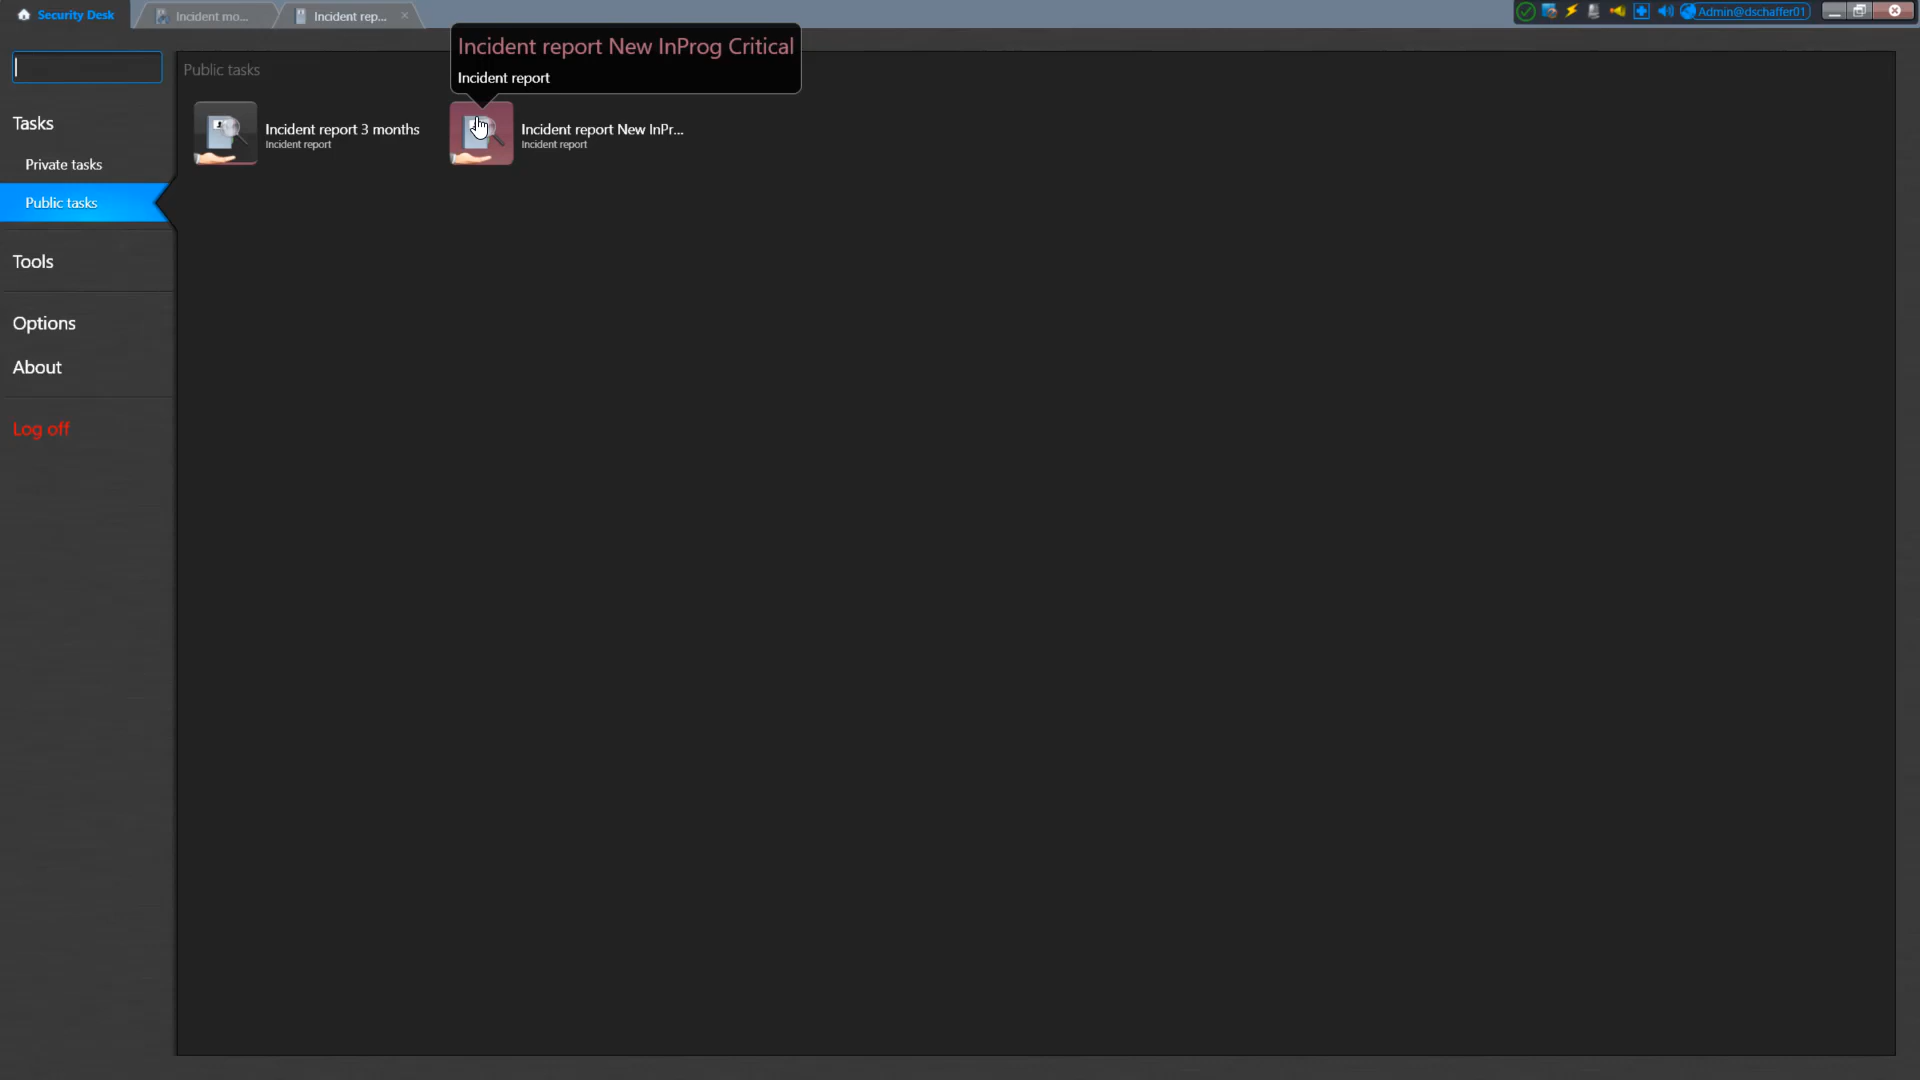 Security Desk
Incident mo...
Incident rep...
Admin@dschaffer01
Incident report New InProg Critical
Incident report
Public tasks
Incident report 3 months
Incident report
Incident report New InPr...
Incident report
Tasks
Private tasks
Public tasks
Tools
Options
About
Log off